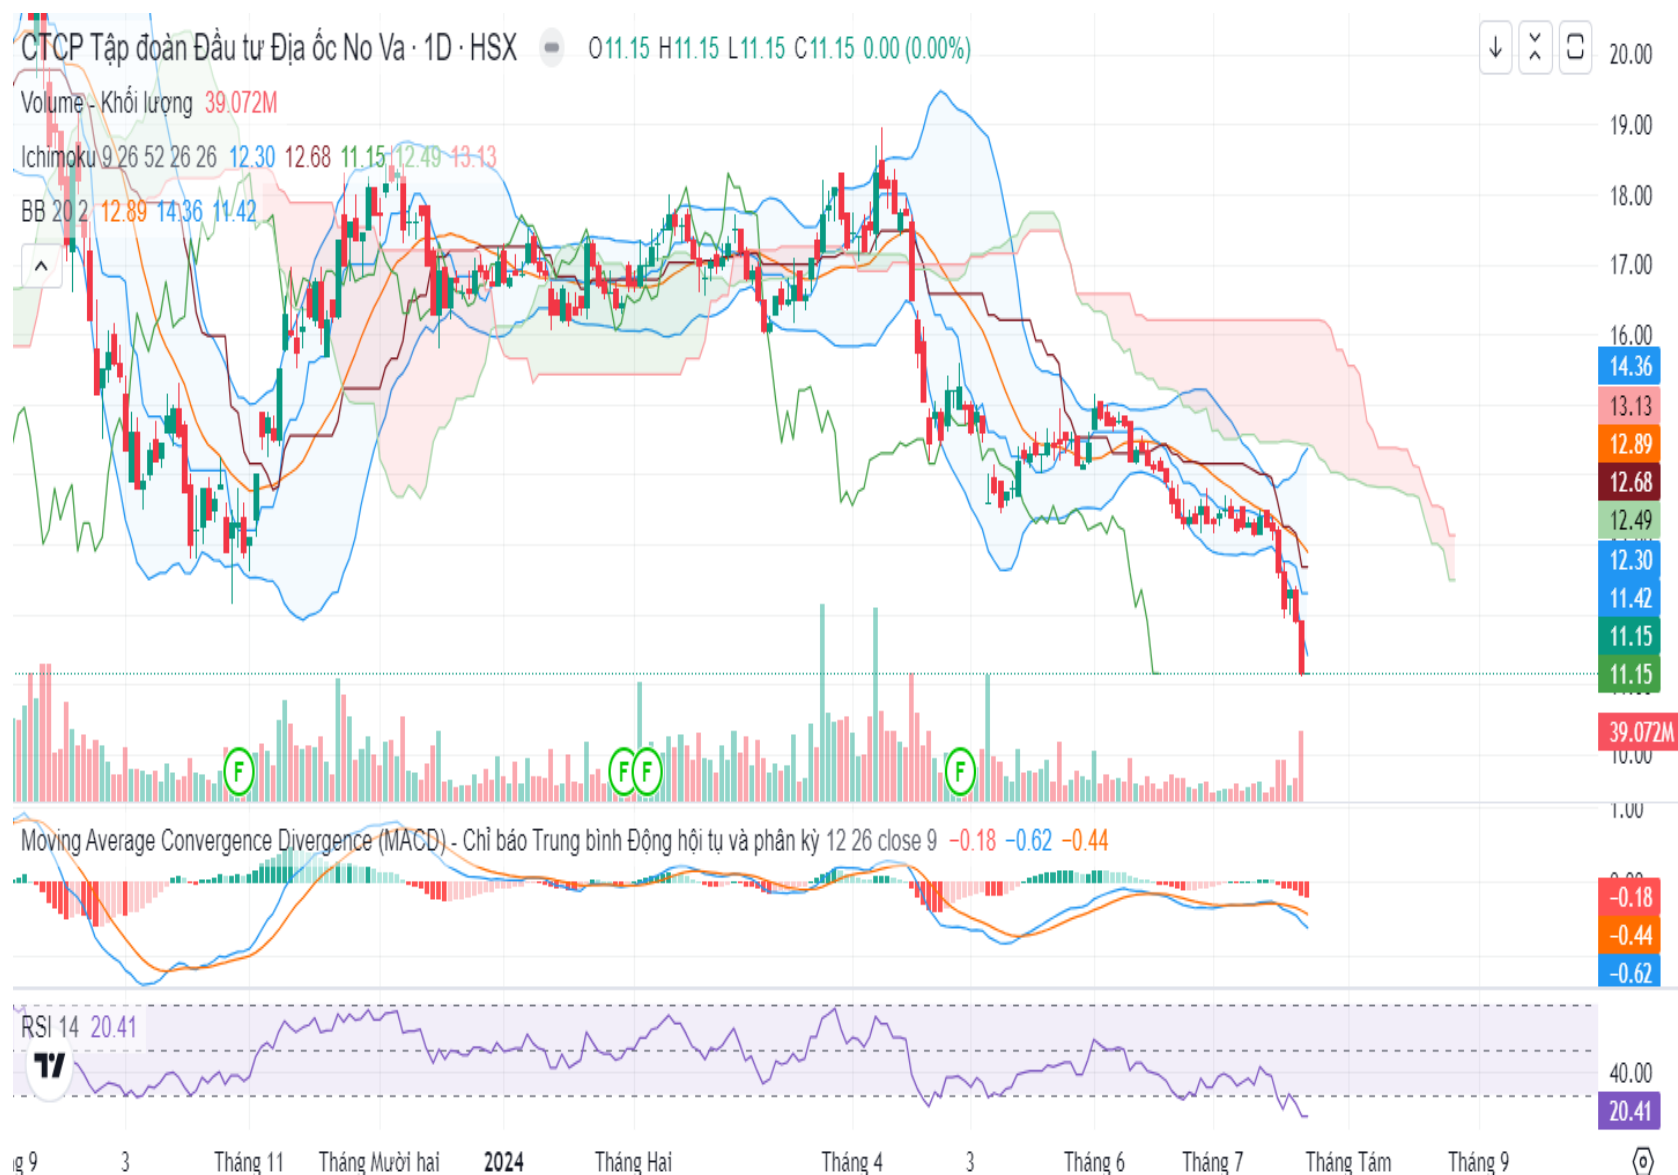 CTCP Tập đoàn Đầu tư Địa ốc No Va · 1D · HSX O11.15 H11.15 L11.15 C11.15 0.00 (0.00%)
Volume - Khối lượng 39.072M
Ichimoku 9 26 52 26 26 12.30 12.68 11.15 12.49 13.13
BB 20 2 12.89 14.36 11.42
20.00
19.00
18.00
17.00
16.00
14.36
13.13
12.89
12.68
12.49
12.30
11.42
11.15
11.15
39.072M
10.00
F F F F
1.00
Moving Average Convergence Divergence (MACD) - Chỉ báo Trung bình Động hội tụ và phân kỳ 12 26 close 9 −0.18 −0.62 −0.44
−0.18
−0.44
−0.62
RSI 14 20.41
40.00
20.41
ng 9 3 Tháng 11 Tháng Mười hai 2024 Tháng Hai Tháng 4 3 Tháng 6 Tháng 7 Tháng Tám Tháng 9